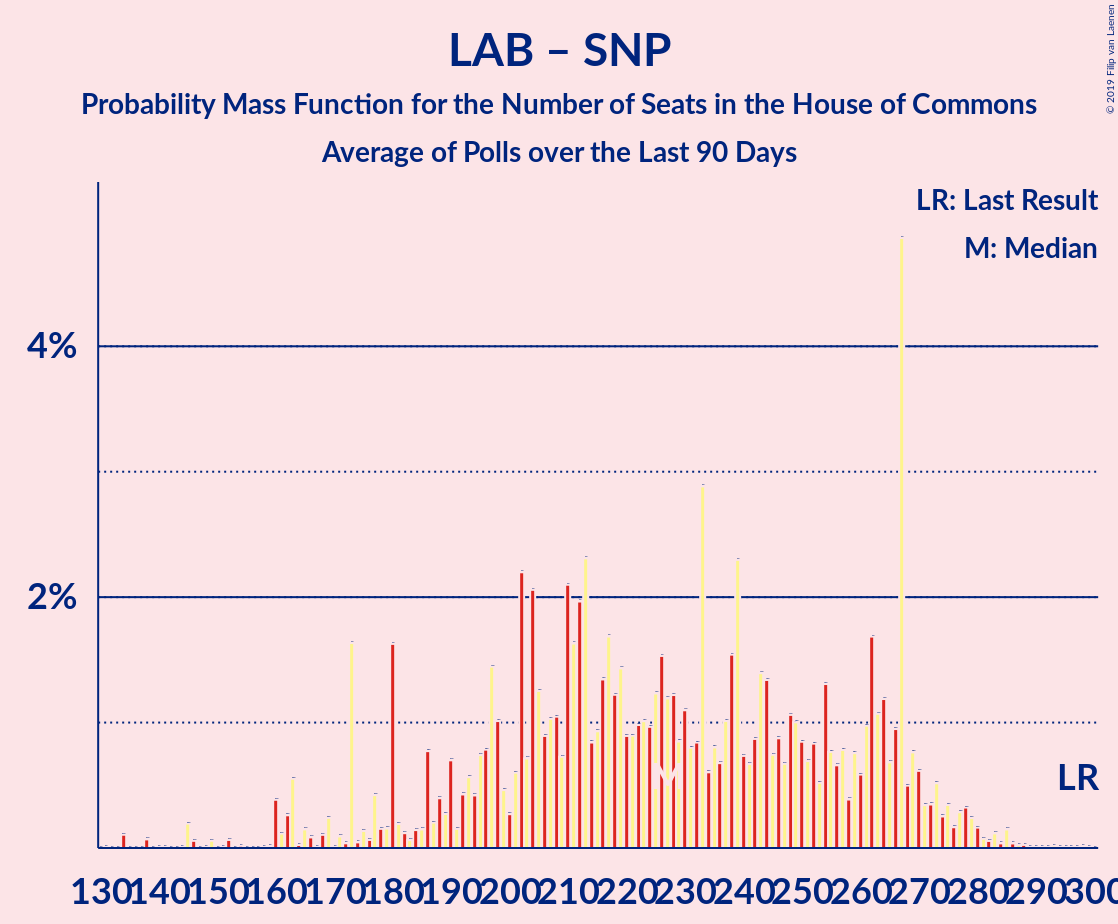 LAB – SNP
Probability Mass Function for the Number of Seats in the House of Commons
Average of Polls over the Last 90 Days
© 2019 Filip van Laenen
LR: Last Result
M: Median
4%
2%
M
LR
130 140 150 160 170 180 190 200 210 220 230 240 250 260 270 280 290 300